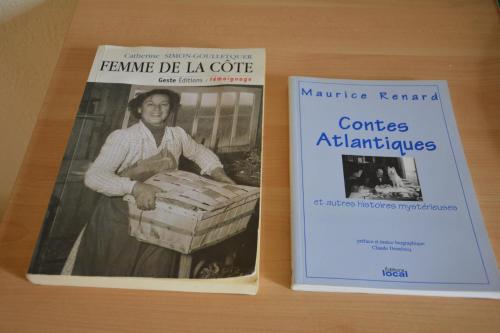 Catherine SIMON-GOULLETQUER
FEMME DE LA CÔTE
Geste Éditions / témoignage
Maurice Renard
Contes
Atlantiques
et autres histoires mystérieuses
préface et notice biographique
Claude
Éditions
local